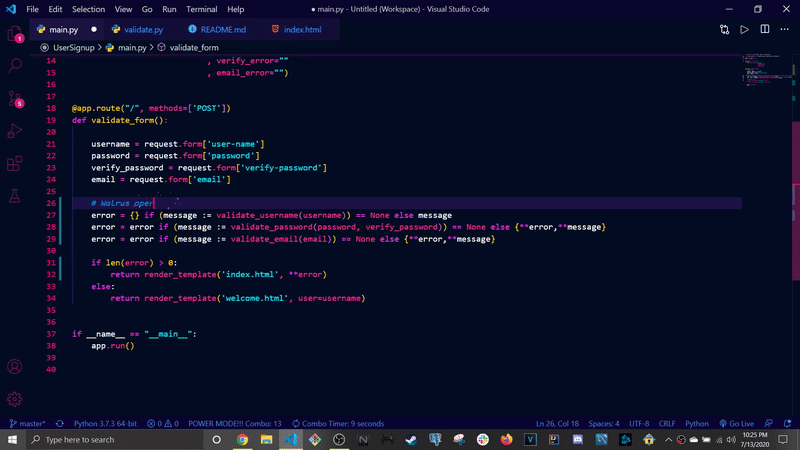 File Edit Selection View Go Run Terminal Help
● main.py - Untitled (Workspace) - Visual Studio Code
main.py
validate.py
README.md
index.html
UserSignup > main.py > validate_form
14 , verify_error=""
15 , email_error="")
16
17
18 @app.route("/", methods=['POST'])
19 def validate_form():
20
21 username = request.form['user-name']
22 password = request.form['password']
23 verify_password = request.form['verify-password']
24 email = request.form['email']
25
26 # Walrus oper
27 error = {} if (message := validate_username(username)) == None else message
28 error = error if (message := validate_password(password, verify_password)) == None else {**error,**message}
29 error = error if (message := validate_email(email)) == None else {**error,**message}
30
31 if len(error) > 0:
32 return render_template('index.html', **error)
33 else:
34 return render_template('welcome.html', user=username)
35
36
37 if __name__ == "__main__":
38 app.run()
39
40
1
5
master* Python 3.7.3 64-bit 0 0 POWER MODE!!! Combo: 13 Combo Timer: 9 seconds Ln 26, Col 18 Spaces: 4 UTF-8 CRLF Python Go Live
Type here to search
10:25 PM
7/13/2020